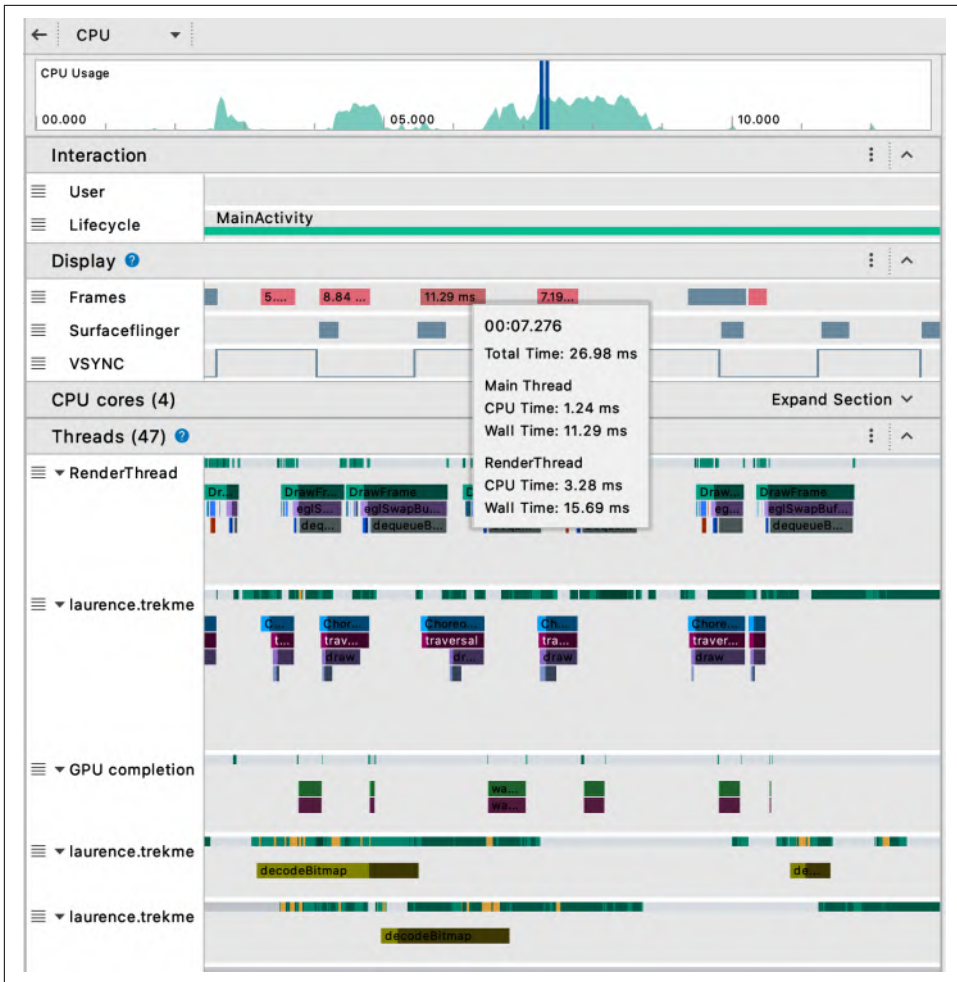 CPU
CPU Usage
00.000
05.000
10.000
Interaction
User
Lifecycle
MainActivity
Display ?
Frames
5....
8.84 ...
11.29 ms
7.19...
Surfaceflinger
VSYNC
00:07.276
Total Time: 26.98 ms
Main Thread
CPU Time: 1.24 ms
Wall Time: 11.29 ms
RenderThread
CPU Time: 3.28 ms
Wall Time: 15.69 ms
CPU cores (4)
Expand Section
Threads (47) ?
RenderThread
Dr...
DrawFr...
DrawFrame
Draw...
DrawFrame
eglS...
eglSwapBu...
eg...
eglSwapBuf...
deq...
dequeueB...
dequeueB...
laurence.trekme
C...
Chor...
Choreo...
Ch...
Chore...
t...
trav...
traversal
tra...
traver...
draw
dr...
draw
draw
GPU completion
wa...
wa...
laurence.trekme
decodeBitmap
de...
laurence.trekme
decodeBitmap